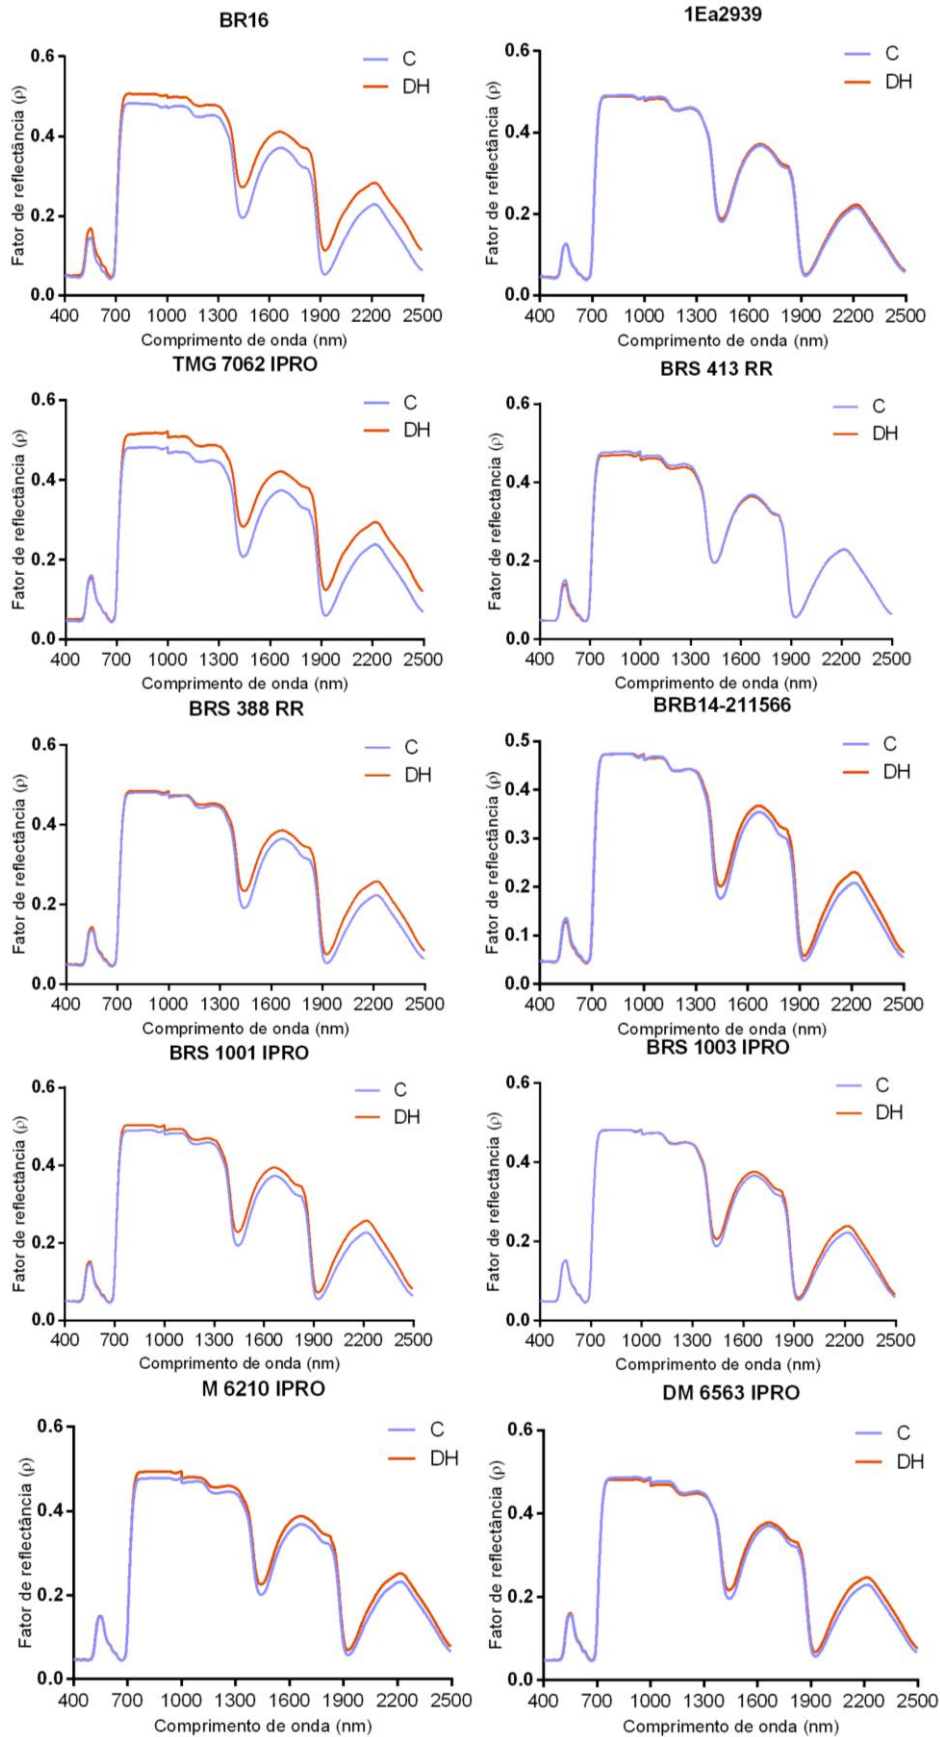 BR16
C
DH
Fator de reflectância (ρ)
0.6
0.4
0.2
0.0
400 700 1000 1300 1600 1900 2200 2500
Comprimento de onda (nm)
1Ea2939
C
DH
Fator de reflectância (ρ)
0.6
0.4
0.2
0.0
400 700 1000 1300 1600 1900 2200 2500
Comprimento de onda (nm)
TMG 7062 IPRO
C
DH
Fator de reflectância (ρ)
0.6
0.4
0.2
0.0
400 700 1000 1300 1600 1900 2200 2500
Comprimento de onda (nm)
BRS 413 RR
C
DH
Fator de reflectância (ρ)
0.6
0.4
0.2
0.0
400 700 1000 1300 1600 1900 2200 2500
Comprimento de onda (nm)
BRS 388 RR
C
DH
Fator de reflectância (ρ)
0.6
0.4
0.2
0.0
400 700 1000 1300 1600 1900 2200 2500
Comprimento de onda (nm)
BRB14-211566
C
DH
Fator de reflectância (ρ)
0.5
0.4
0.3
0.2
0.1
0.0
400 700 1000 1300 1600 1900 2200 2500
Comprimento de onda (nm)
BRS 1001 IPRO
C
DH
Fator de reflectância (ρ)
0.6
0.4
0.2
0.0
400 700 1000 1300 1600 1900 2200 2500
Comprimento de onda (nm)
BRS 1003 IPRO
C
DH
Fator de reflectância (ρ)
0.6
0.4
0.2
0.0
400 700 1000 1300 1600 1900 2200 2500
Comprimento de onda (nm)
M 6210 IPRO
C
DH
Fator de reflectância (ρ)
0.6
0.4
0.2
0.0
400 700 1000 1300 1600 1900 2200 2500
Comprimento de onda (nm)
DM 6563 IPRO
C
DH
Fator de reflectância (ρ)
0.6
0.4
0.2
0.0
400 700 1000 1300 1600 1900 2200 2500
Comprimento de onda (nm)